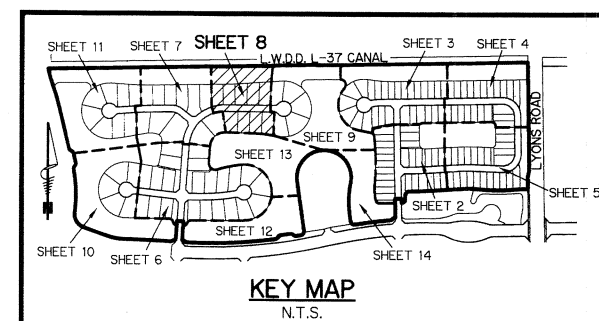 L.W.D.D. L-37 CANAL
SHEET 11
SHEET 7
SHEET 8
SHEET 3
SHEET 4
LYONS ROAD
SHEET 9
SHEET 13
SHEET 5
SHEET 2
SHEET 10
SHEET 6
SHEET 12
SHEET 14
KEY MAP
N.T.S.